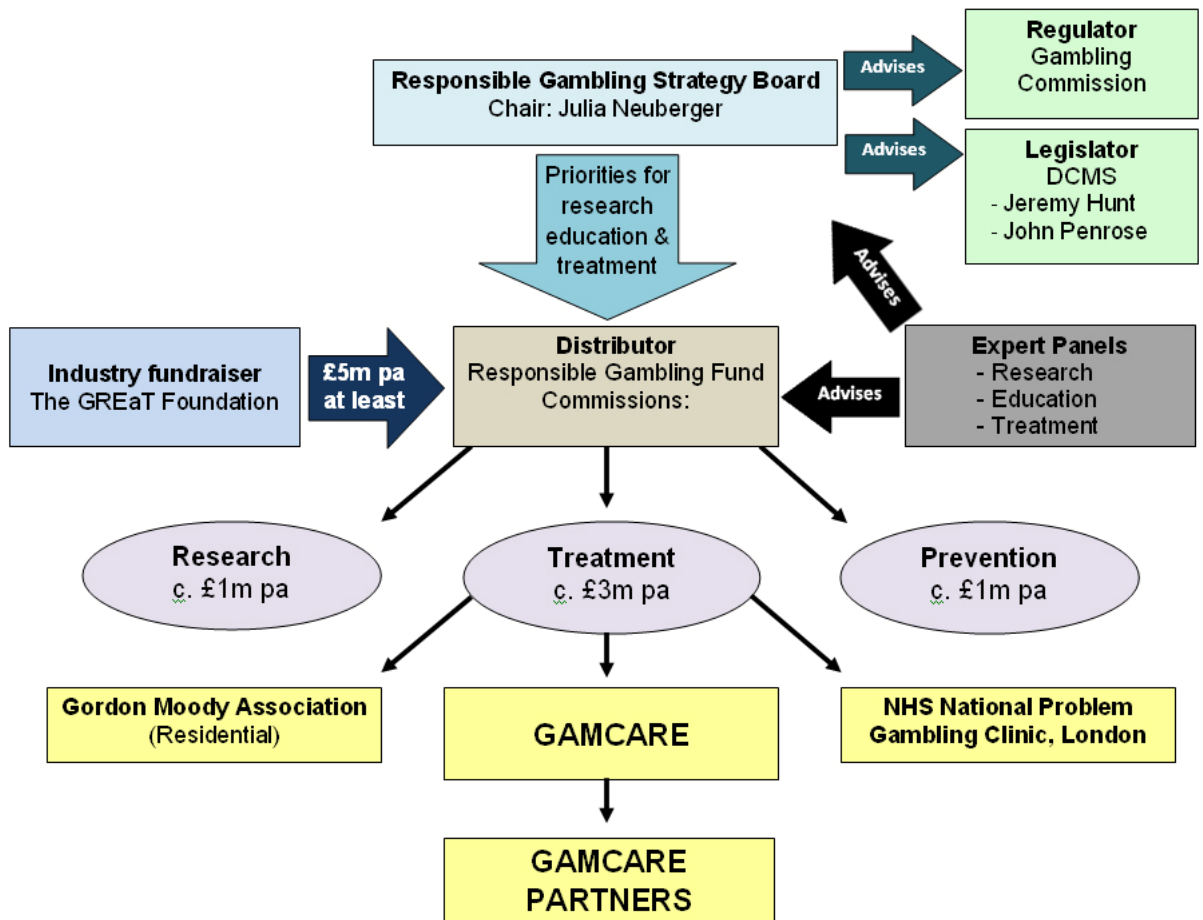 Responsible Gambling Strategy Board
Chair: Julia Neuberger
Advises
Regulator
Gambling
Commission
Advises
Legislator
DCMS
- Jeremy Hunt
- John Penrose
Priorities for
research
education &
treatment
Advises
Industry fundraiser
The GREaT Foundation
£5m pa
at least
Distributor
Responsible Gambling Fund
Commissions:
Advises
Expert Panels
- Research
- Education
- Treatment
Research
c. £1m pa
Treatment
c. £3m pa
Prevention
c. £1m pa
Gordon Moody Association
(Residential)
GAMCARE
NHS National Problem
Gambling Clinic, London
GAMCARE
PARTNERS